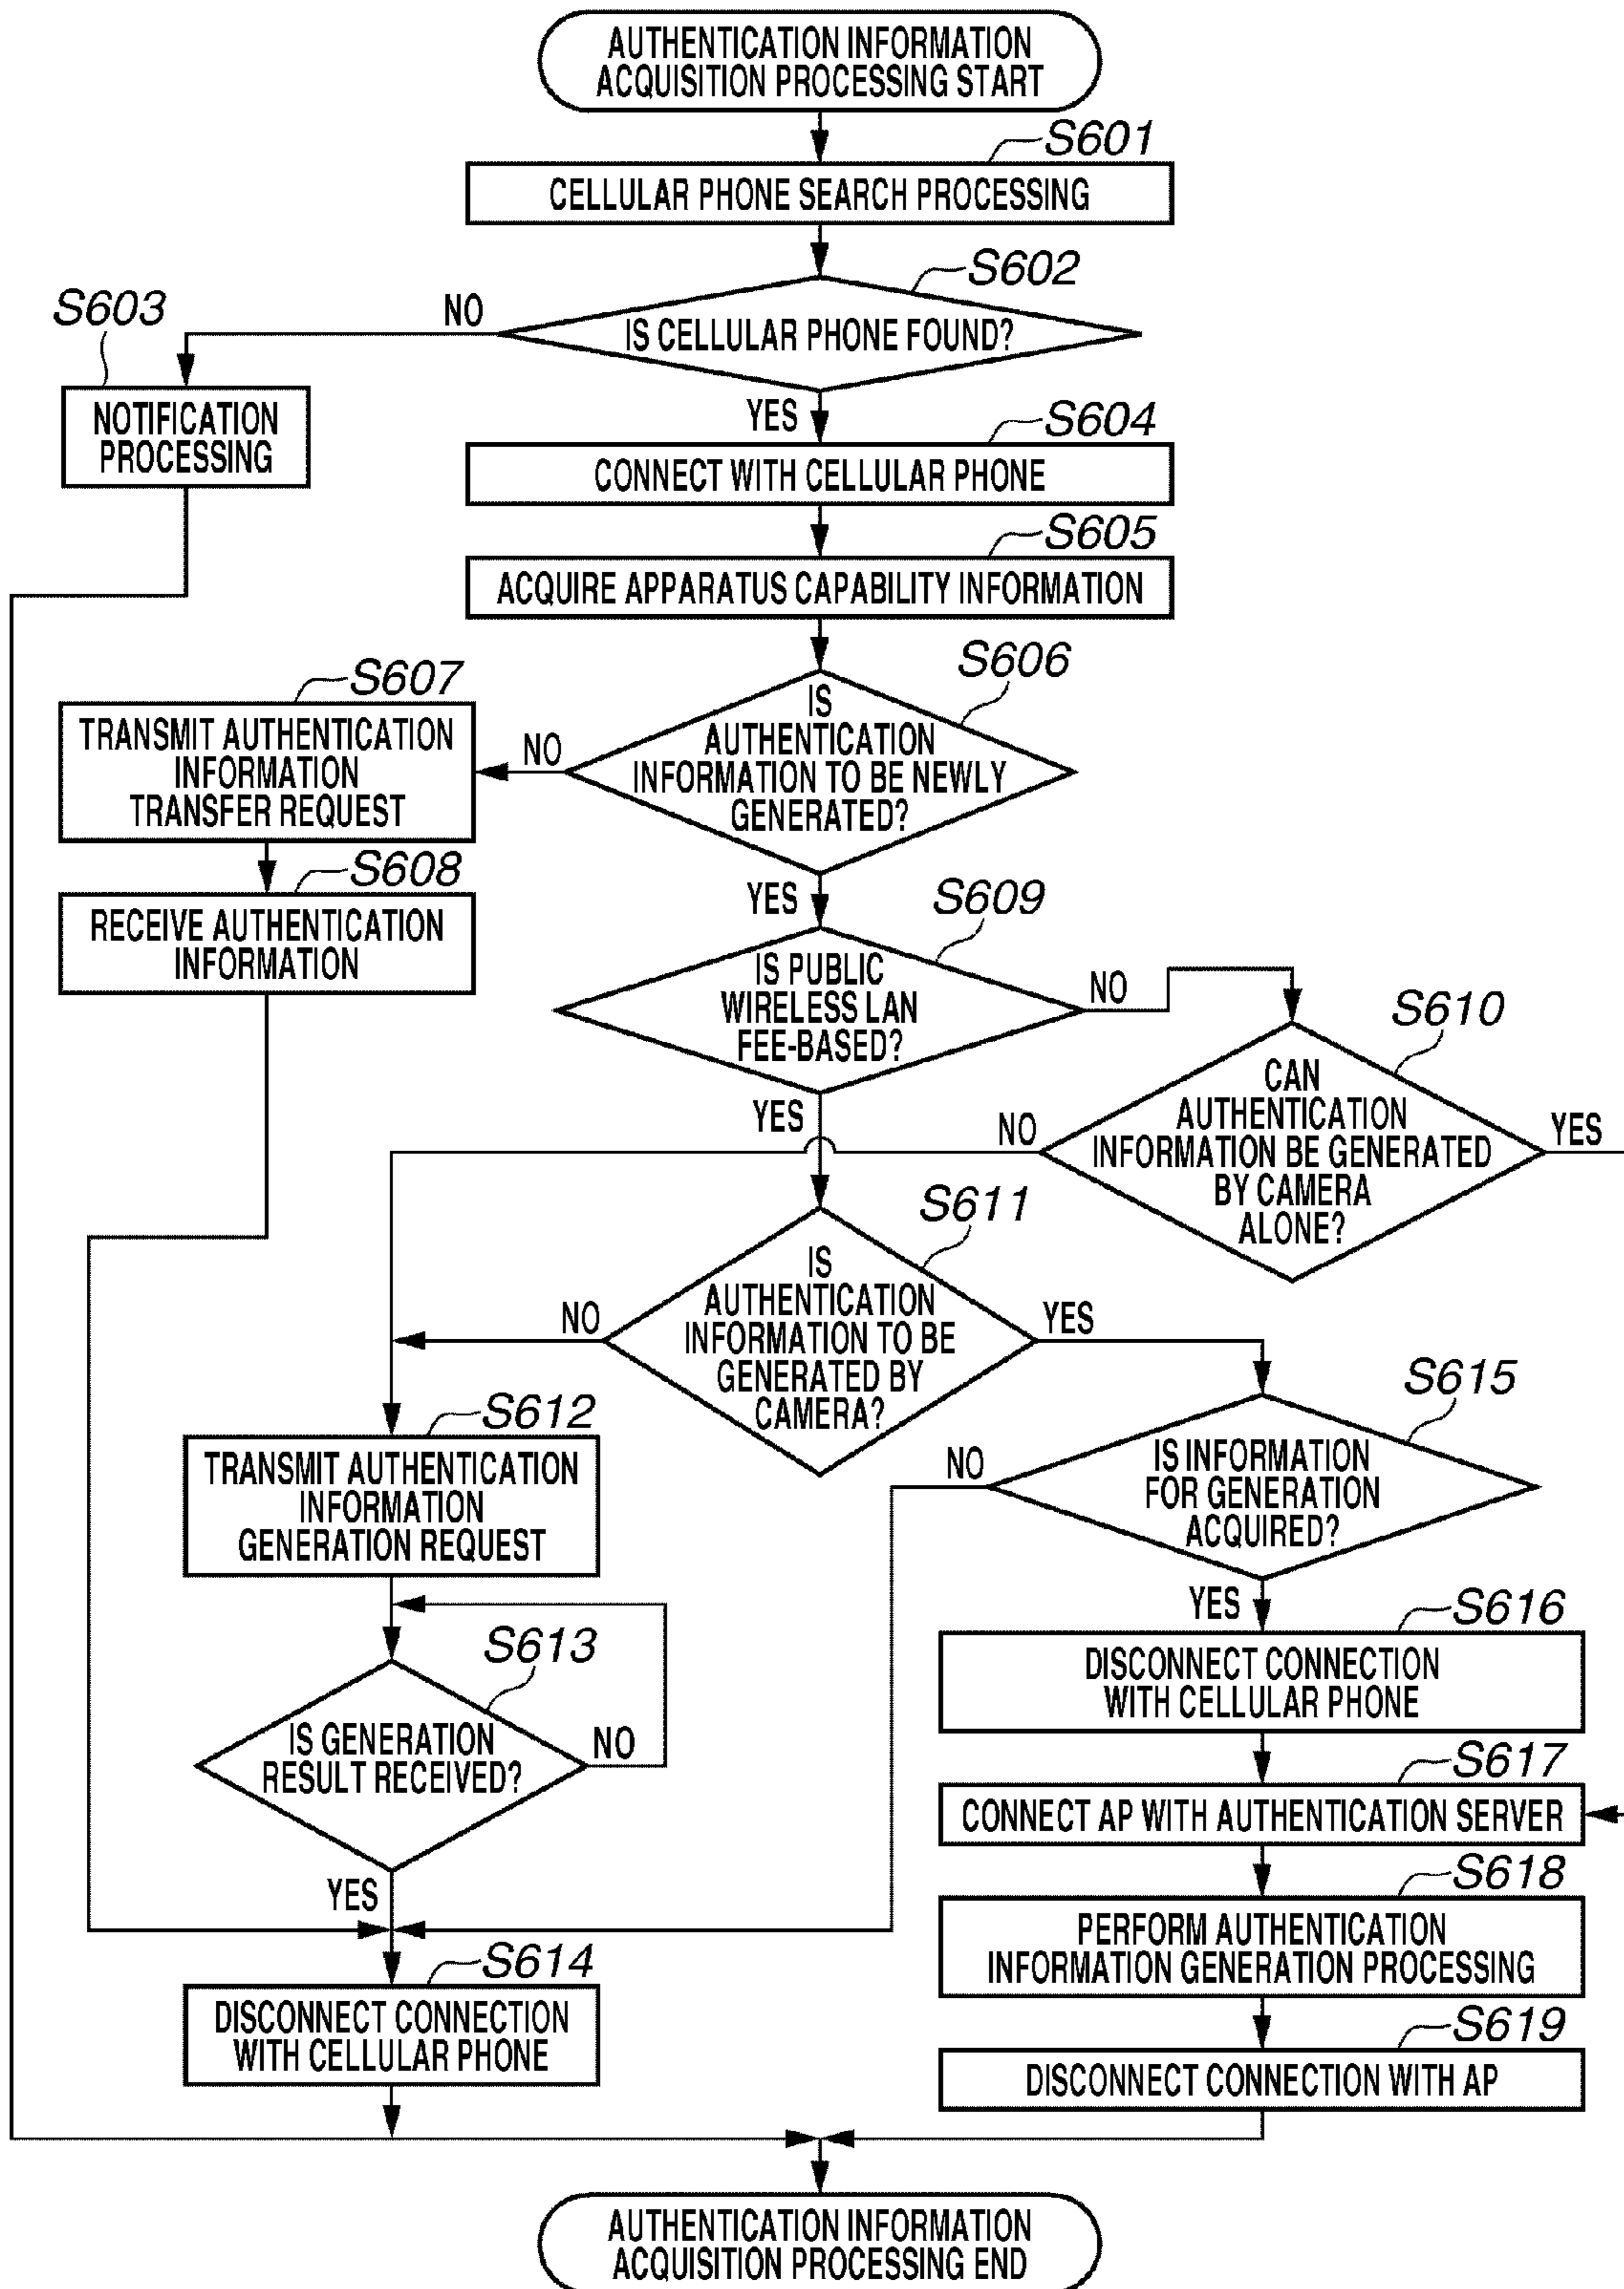 AUTHENTICATION INFORMATION
ACQUISITION PROCESSING START
S601
CELLULAR PHONE SEARCH PROCESSING
S602
IS CELLULAR PHONE FOUND?
NO
S603
NOTIFICATION
PROCESSING
YES
S604
CONNECT WITH CELLULAR PHONE
S605
ACQUIRE APPARATUS CAPABILITY INFORMATION
S606
IS
AUTHENTICATION
INFORMATION TO BE NEWLY
GENERATED?
NO
S607
TRANSMIT AUTHENTICATION
INFORMATION
TRANSFER REQUEST
S608
RECEIVE AUTHENTICATION
INFORMATION
YES
S609
IS PUBLIC
WIRELESS LAN
FEE-BASED?
NO
S610
CAN
AUTHENTICATION
INFORMATION BE GENERATED
BY CAMERA
ALONE?
NO
YES
YES
S611
IS
AUTHENTICATION
INFORMATION TO BE
GENERATED BY
CAMERA?
NO
YES
S612
TRANSMIT AUTHENTICATION
INFORMATION
GENERATION REQUEST
S613
IS GENERATION
RESULT RECEIVED?
NO
YES
S614
DISCONNECT CONNECTION
WITH CELLULAR PHONE
S615
IS INFORMATION
FOR GENERATION
ACQUIRED?
NO
YES
S616
DISCONNECT CONNECTION
WITH CELLULAR PHONE
S617
CONNECT AP WITH AUTHENTICATION SERVER
S618
PERFORM AUTHENTICATION
INFORMATION GENERATION PROCESSING
S619
DISCONNECT CONNECTION WITH AP
AUTHENTICATION INFORMATION
ACQUISITION PROCESSING END